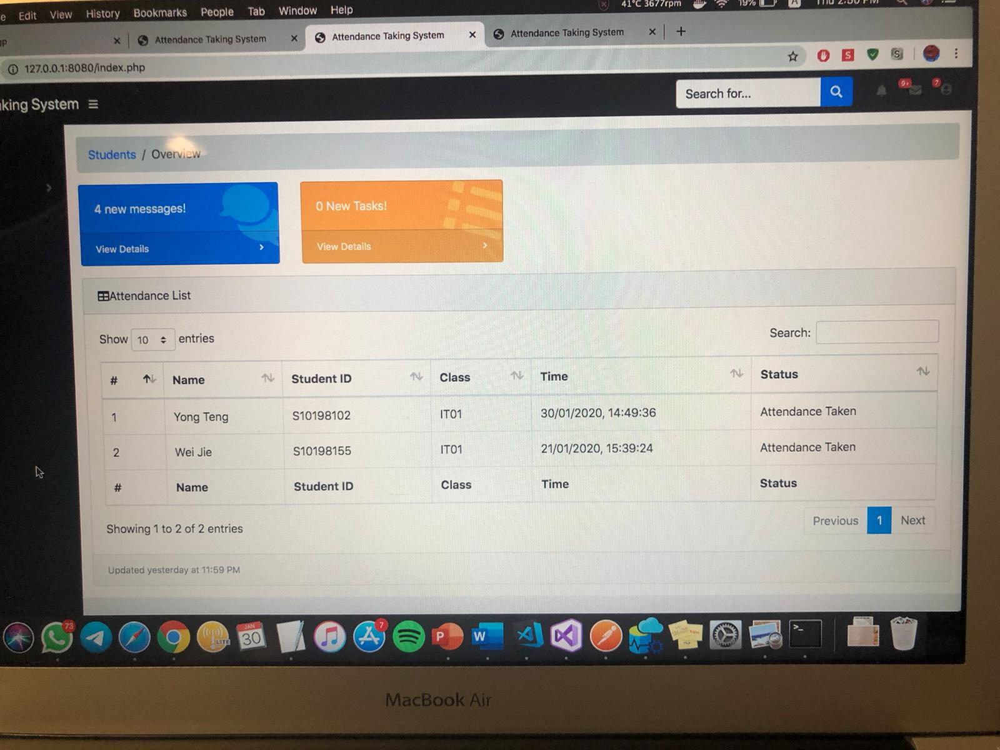 Edit View History Bookmarks People Tab Window Help 41°C 3677rpm 19% A
Attendance Taking System Attendance Taking System Attendance Taking System
127.0.0.1:8080/index.php S S
King System Search for... 9+ 7
Students / Overview
4 new messages! 0 New Tasks!
View Details View Details
Attendance List
Show 10 entries Search:
# Name Student ID Class Time Status
1 Yong Teng S10198102 IT01 30/01/2020, 14:49:36 Attendance Taken
2 Wei Jie S10198155 IT01 21/01/2020, 15:39:24 Attendance Taken
# Name Student ID Class Time Status
Showing 1 to 2 of 2 entries Previous 1 Next
Updated yesterday at 11:59 PM
73 LITE JAN 30 7 P W >_
MacBook Air